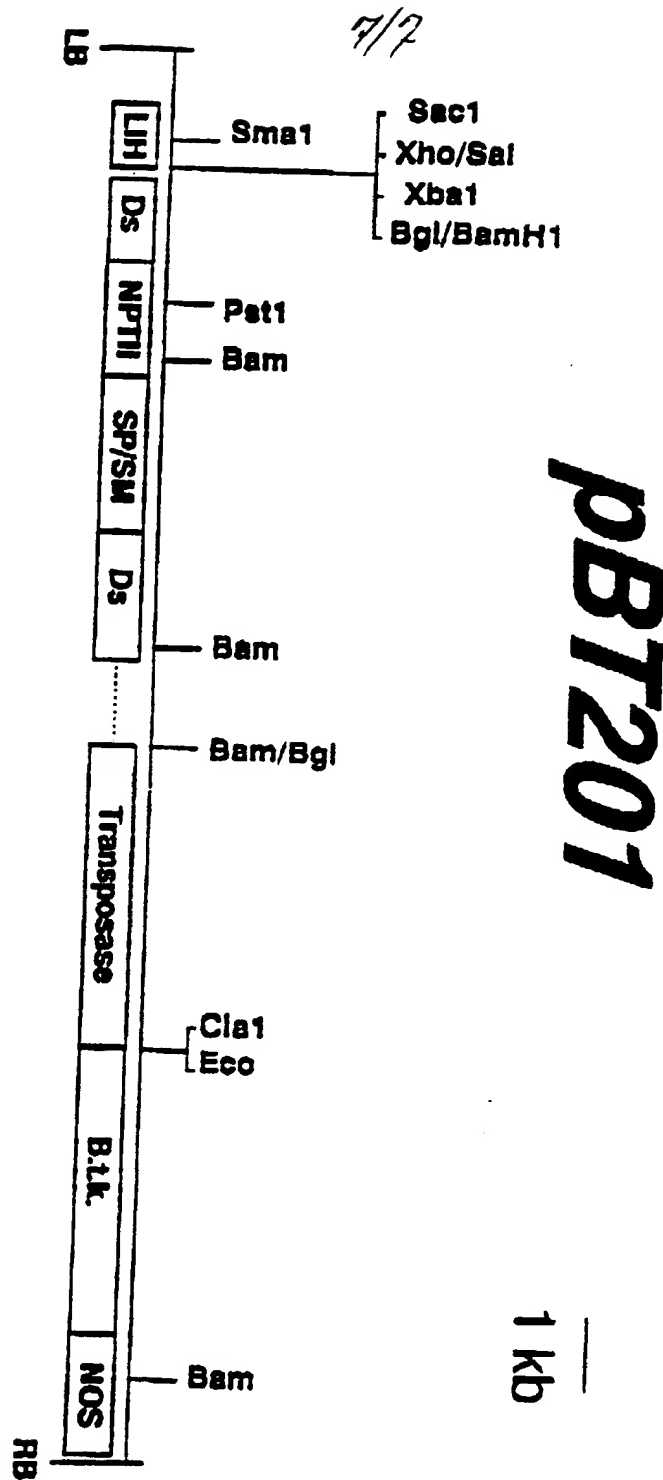 7/7
LB
LIH
Ds
NPTII
SP/SM
Ds
Transposase
B.t.k.
NOS
RB
Sma1
Sac1
Xho/Sal
Xba1
Bgl/BamH1
Pst1
Bam
Bam
Bam/Bgl
Cla1
Eco
Bam
pBT201
1 kb